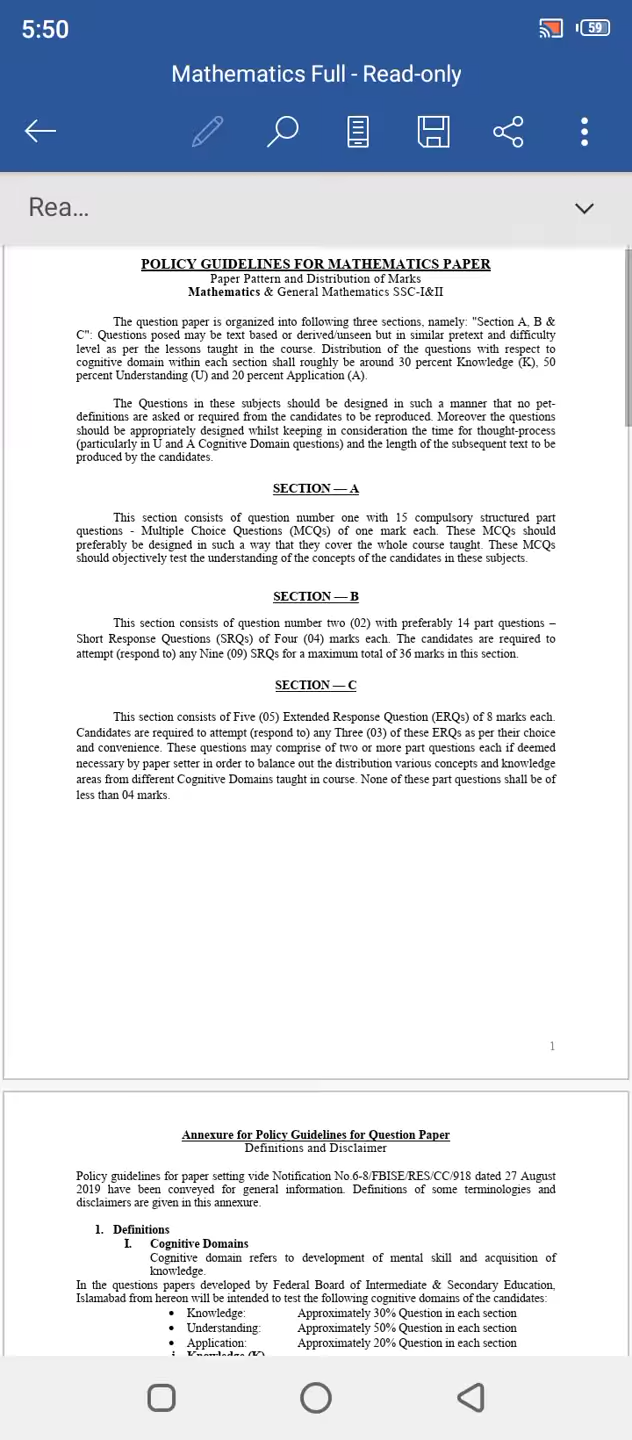 5:50
59
Mathematics Full - Read-only
Rea...
POLICY GUIDELINES FOR MATHEMATICS PAPER
Paper Pattern and Distribution of Marks
Mathematics & General Mathematics SSC-I&II
The question paper is organized into following three sections, namely: "Section A, B &
C": Questions posed may be text based or derived/unseen but in similar pretext and difficulty
level as per the lessons taught in the course. Distribution of the questions with respect to
cognitive domain within each section shall roughly be around 30 percent Knowledge (K), 50
percent Understanding (U) and 20 percent Application (A).
The Questions in these subjects should be designed in such a manner that no pet-
definitions are asked or required from the candidates to be reproduced. Moreover the questions
should be appropriately designed whilst keeping in consideration the time for thought-process
(particularly in U and A Cognitive Domain questions) and the length of the subsequent text to be
produced by the candidates.
SECTION — A
This section consists of question number one with 15 compulsory structured part
questions - Multiple Choice Questions (MCQs) of one mark each. These MCQs should
preferably be designed in such a way that they cover the whole course taught. These MCQs
should objectively test the understanding of the concepts of the candidates in these subjects.
SECTION — B
This section consists of question number two (02) with preferably 14 part questions –
Short Response Questions (SRQs) of Four (04) marks each. The candidates are required to
attempt (respond to) any Nine (09) SRQs for a maximum total of 36 marks in this section.
SECTION — C
This section consists of Five (05) Extended Response Question (ERQs) of 8 marks each.
Candidates are required to attempt (respond to) any Three (03) of these ERQs as per their choice
and convenience. These questions may comprise of two or more part questions each if deemed
necessary by paper setter in order to balance out the distribution various concepts and knowledge
areas from different Cognitive Domains taught in course. None of these part questions shall be of
less than 04 marks.
1
Annexure for Policy Guidelines for Question Paper
Definitions and Disclaimer
Policy guidelines for paper setting vide Notification No.6-8/FBISE/RES/CC/918 dated 27 August
2019 have been conveyed for general information. Definitions of some terminologies and
disclaimers are given in this annexure.
1. Definitions
I. Cognitive Domains
Cognitive domain refers to development of mental skill and acquisition of
knowledge.
In the questions papers developed by Federal Board of Intermediate & Secondary Education,
Islamabad from hereon will be intended to test the following cognitive domains of the candidates:
• Knowledge: Approximately 30% Question in each section
• Understanding: Approximately 50% Question in each section
• Application: Approximately 20% Question in each section
i. Knowledge (K)